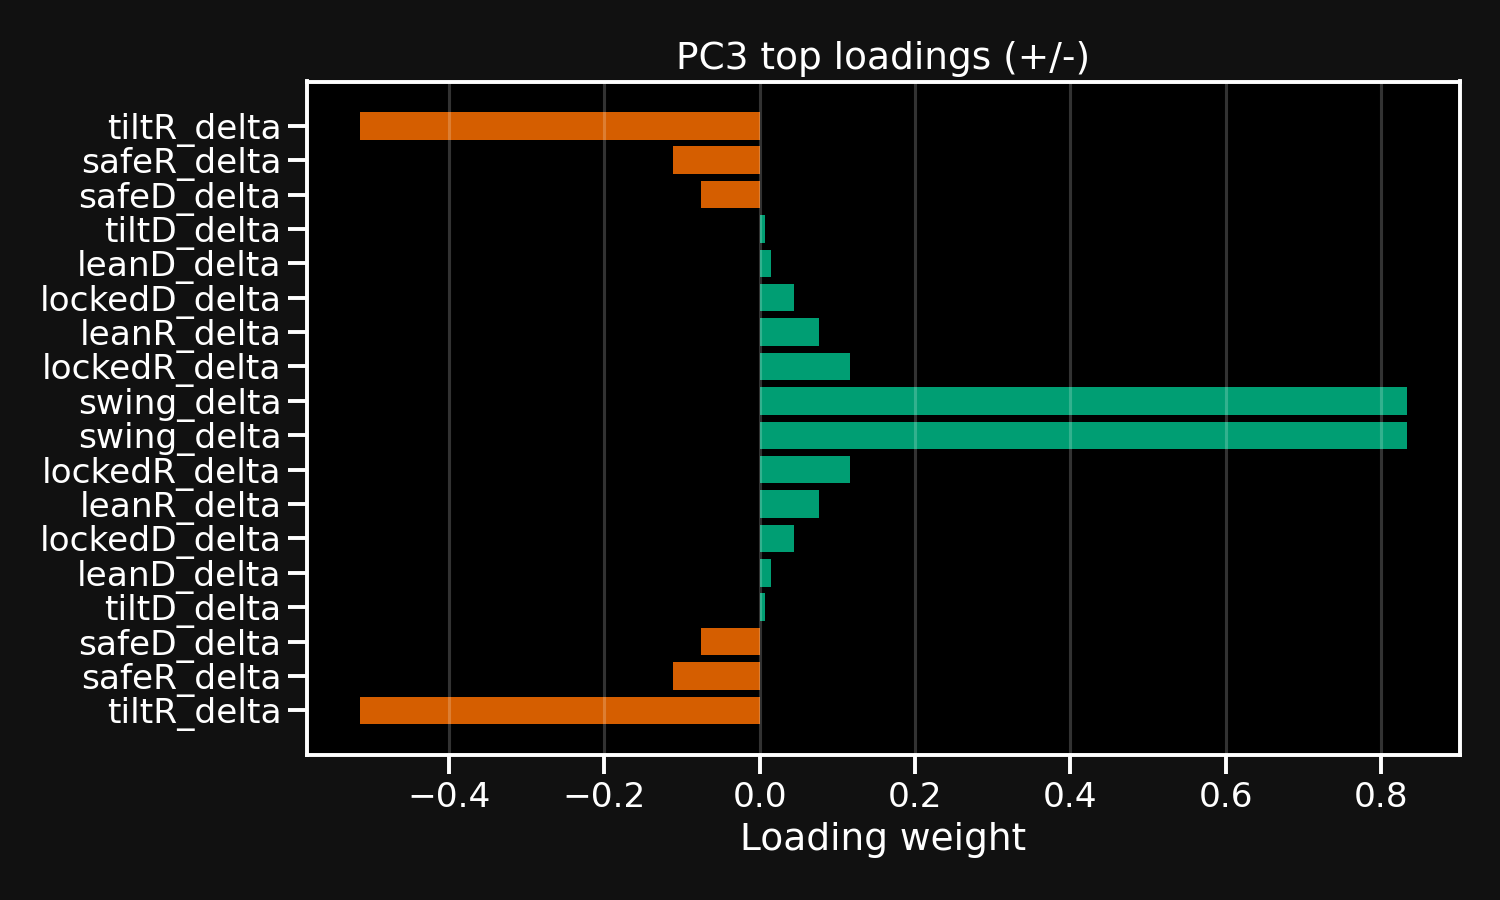 PC3 top loadings (+/-)
tiltR_delta
safeR_delta
safeD_delta
tiltD_delta
leanD_delta
lockedD_delta
leanR_delta
lockedR_delta
swing_delta
swing_delta
lockedR_delta
leanR_delta
lockedD_delta
leanD_delta
tiltD_delta
safeD_delta
safeR_delta
tiltR_delta
−0.4 −0.2 0.0 0.2 0.4 0.6 0.8
Loading weight